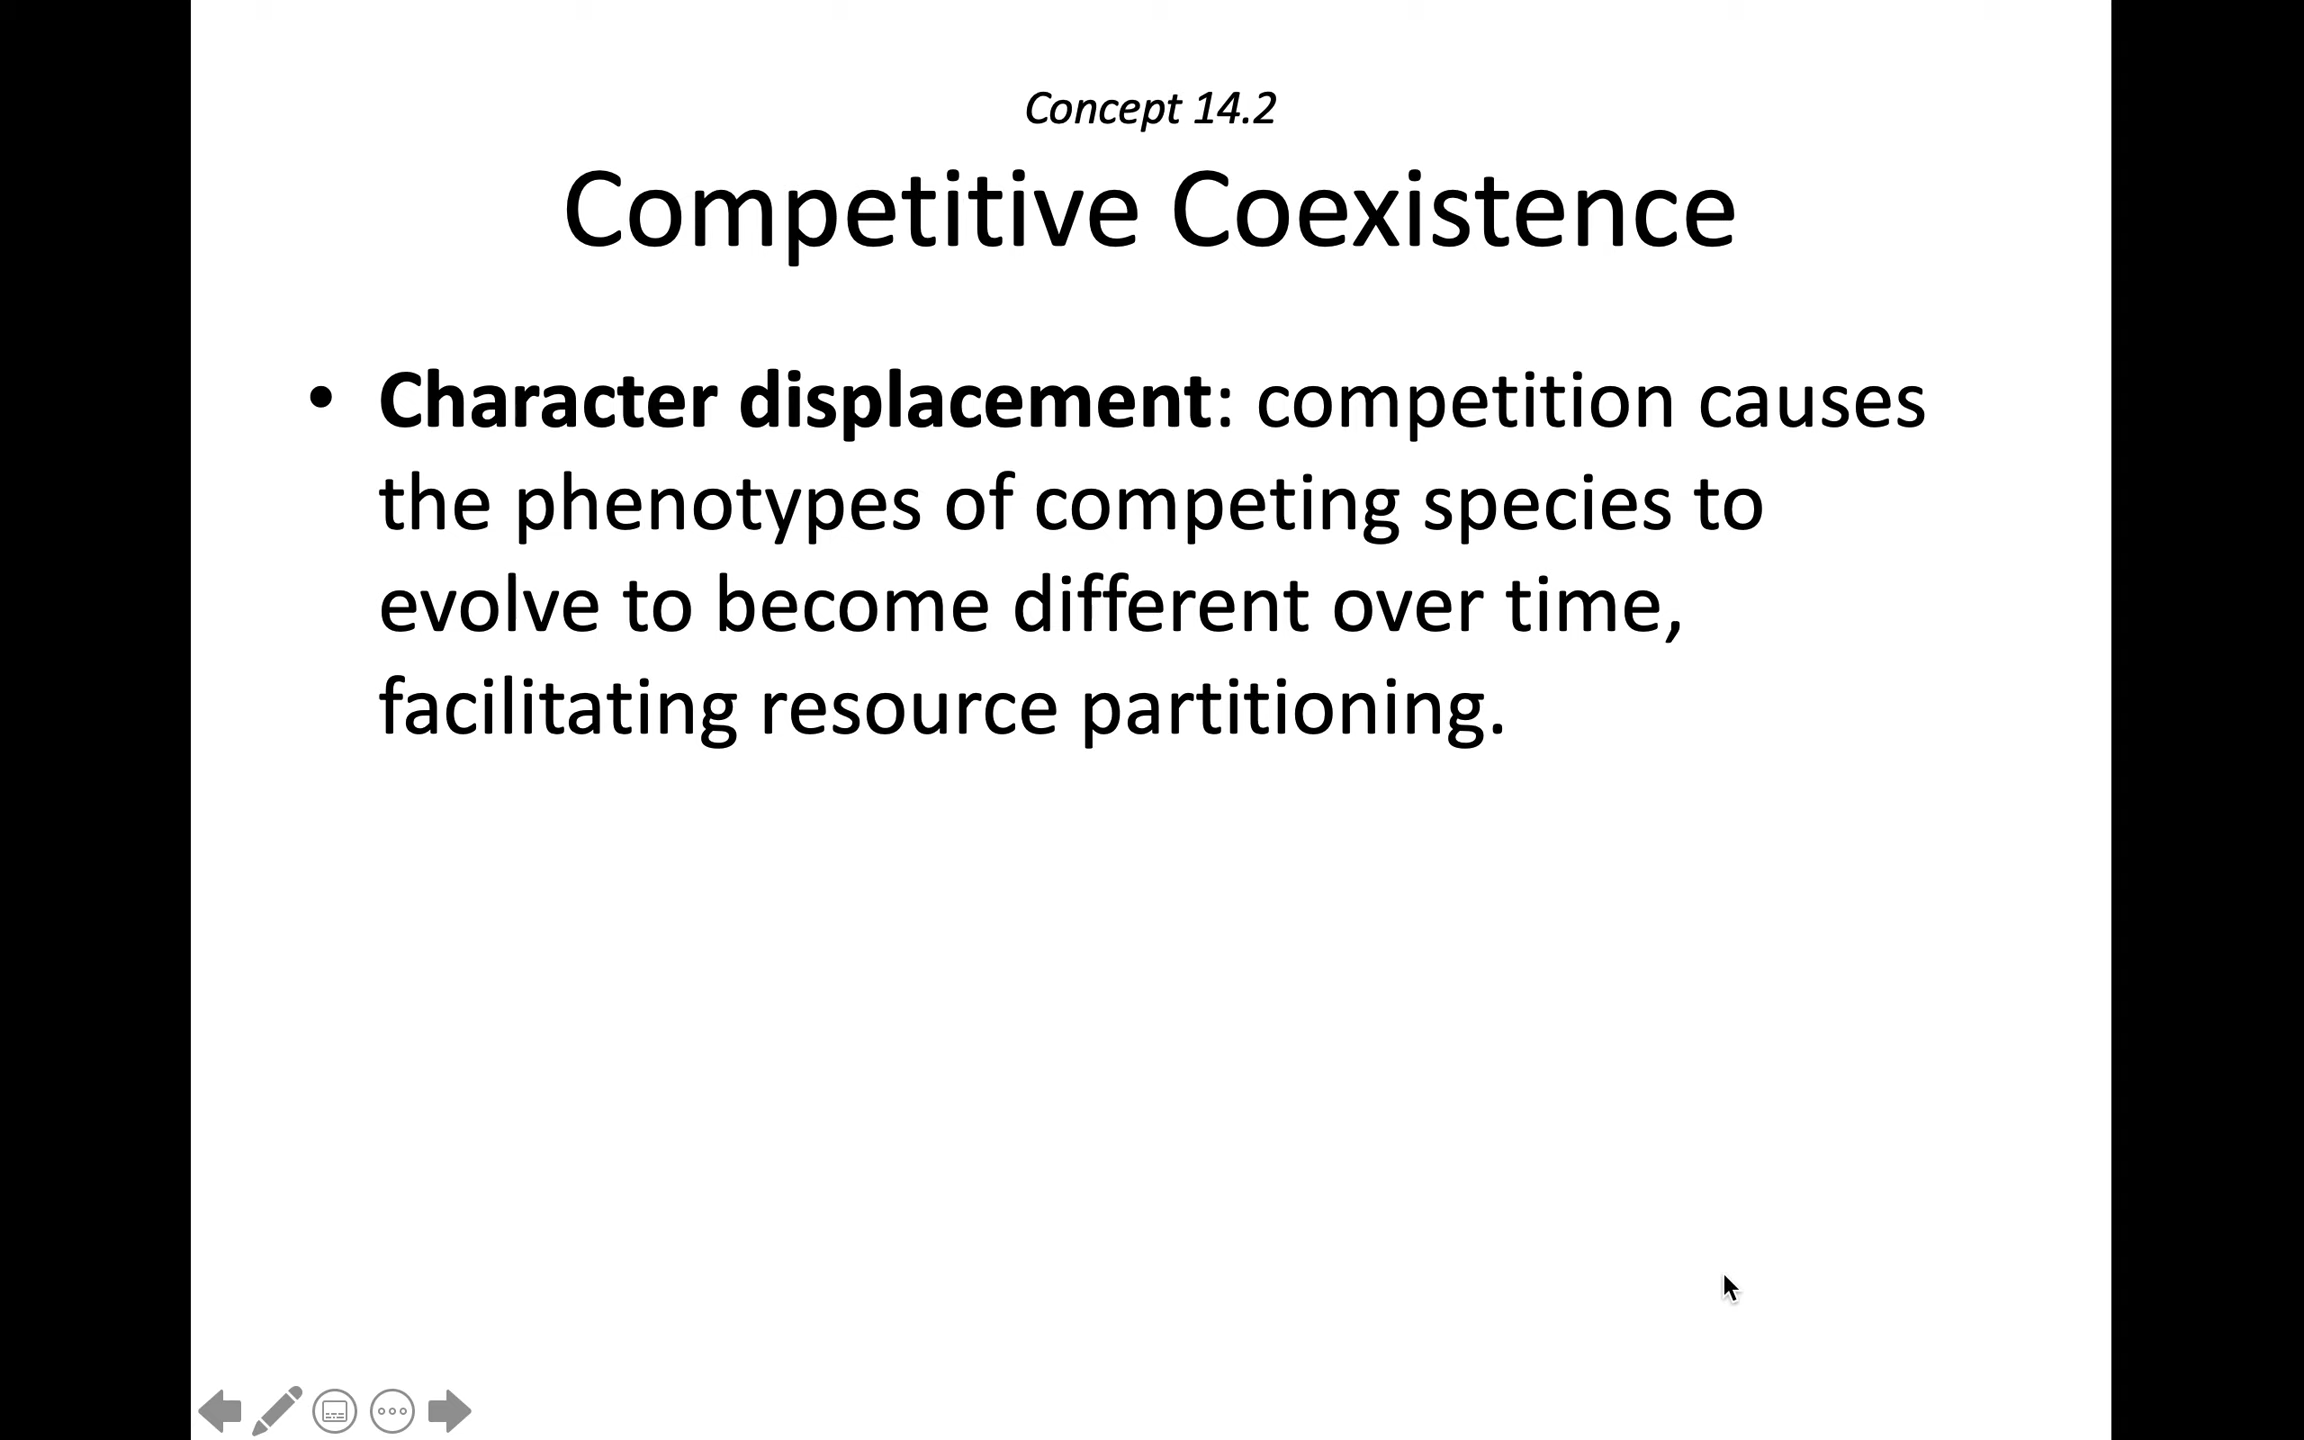 Concept 14.2
Competitive Coexistence
• Character displacement: competition causes
the phenotypes of competing species to
evolve to become different over time,
facilitating resource partitioning.